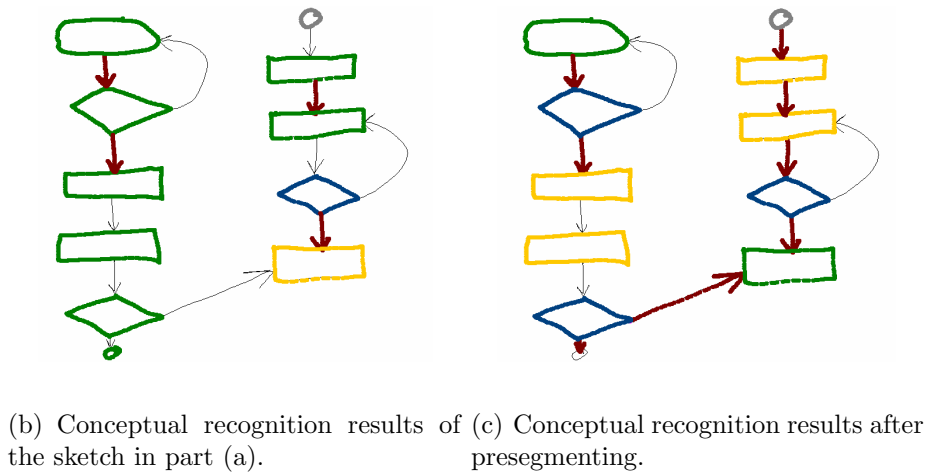 (b) Conceptual recognition results of
the sketch in part (a).
(c) Conceptual recognition results after
presegmenting.